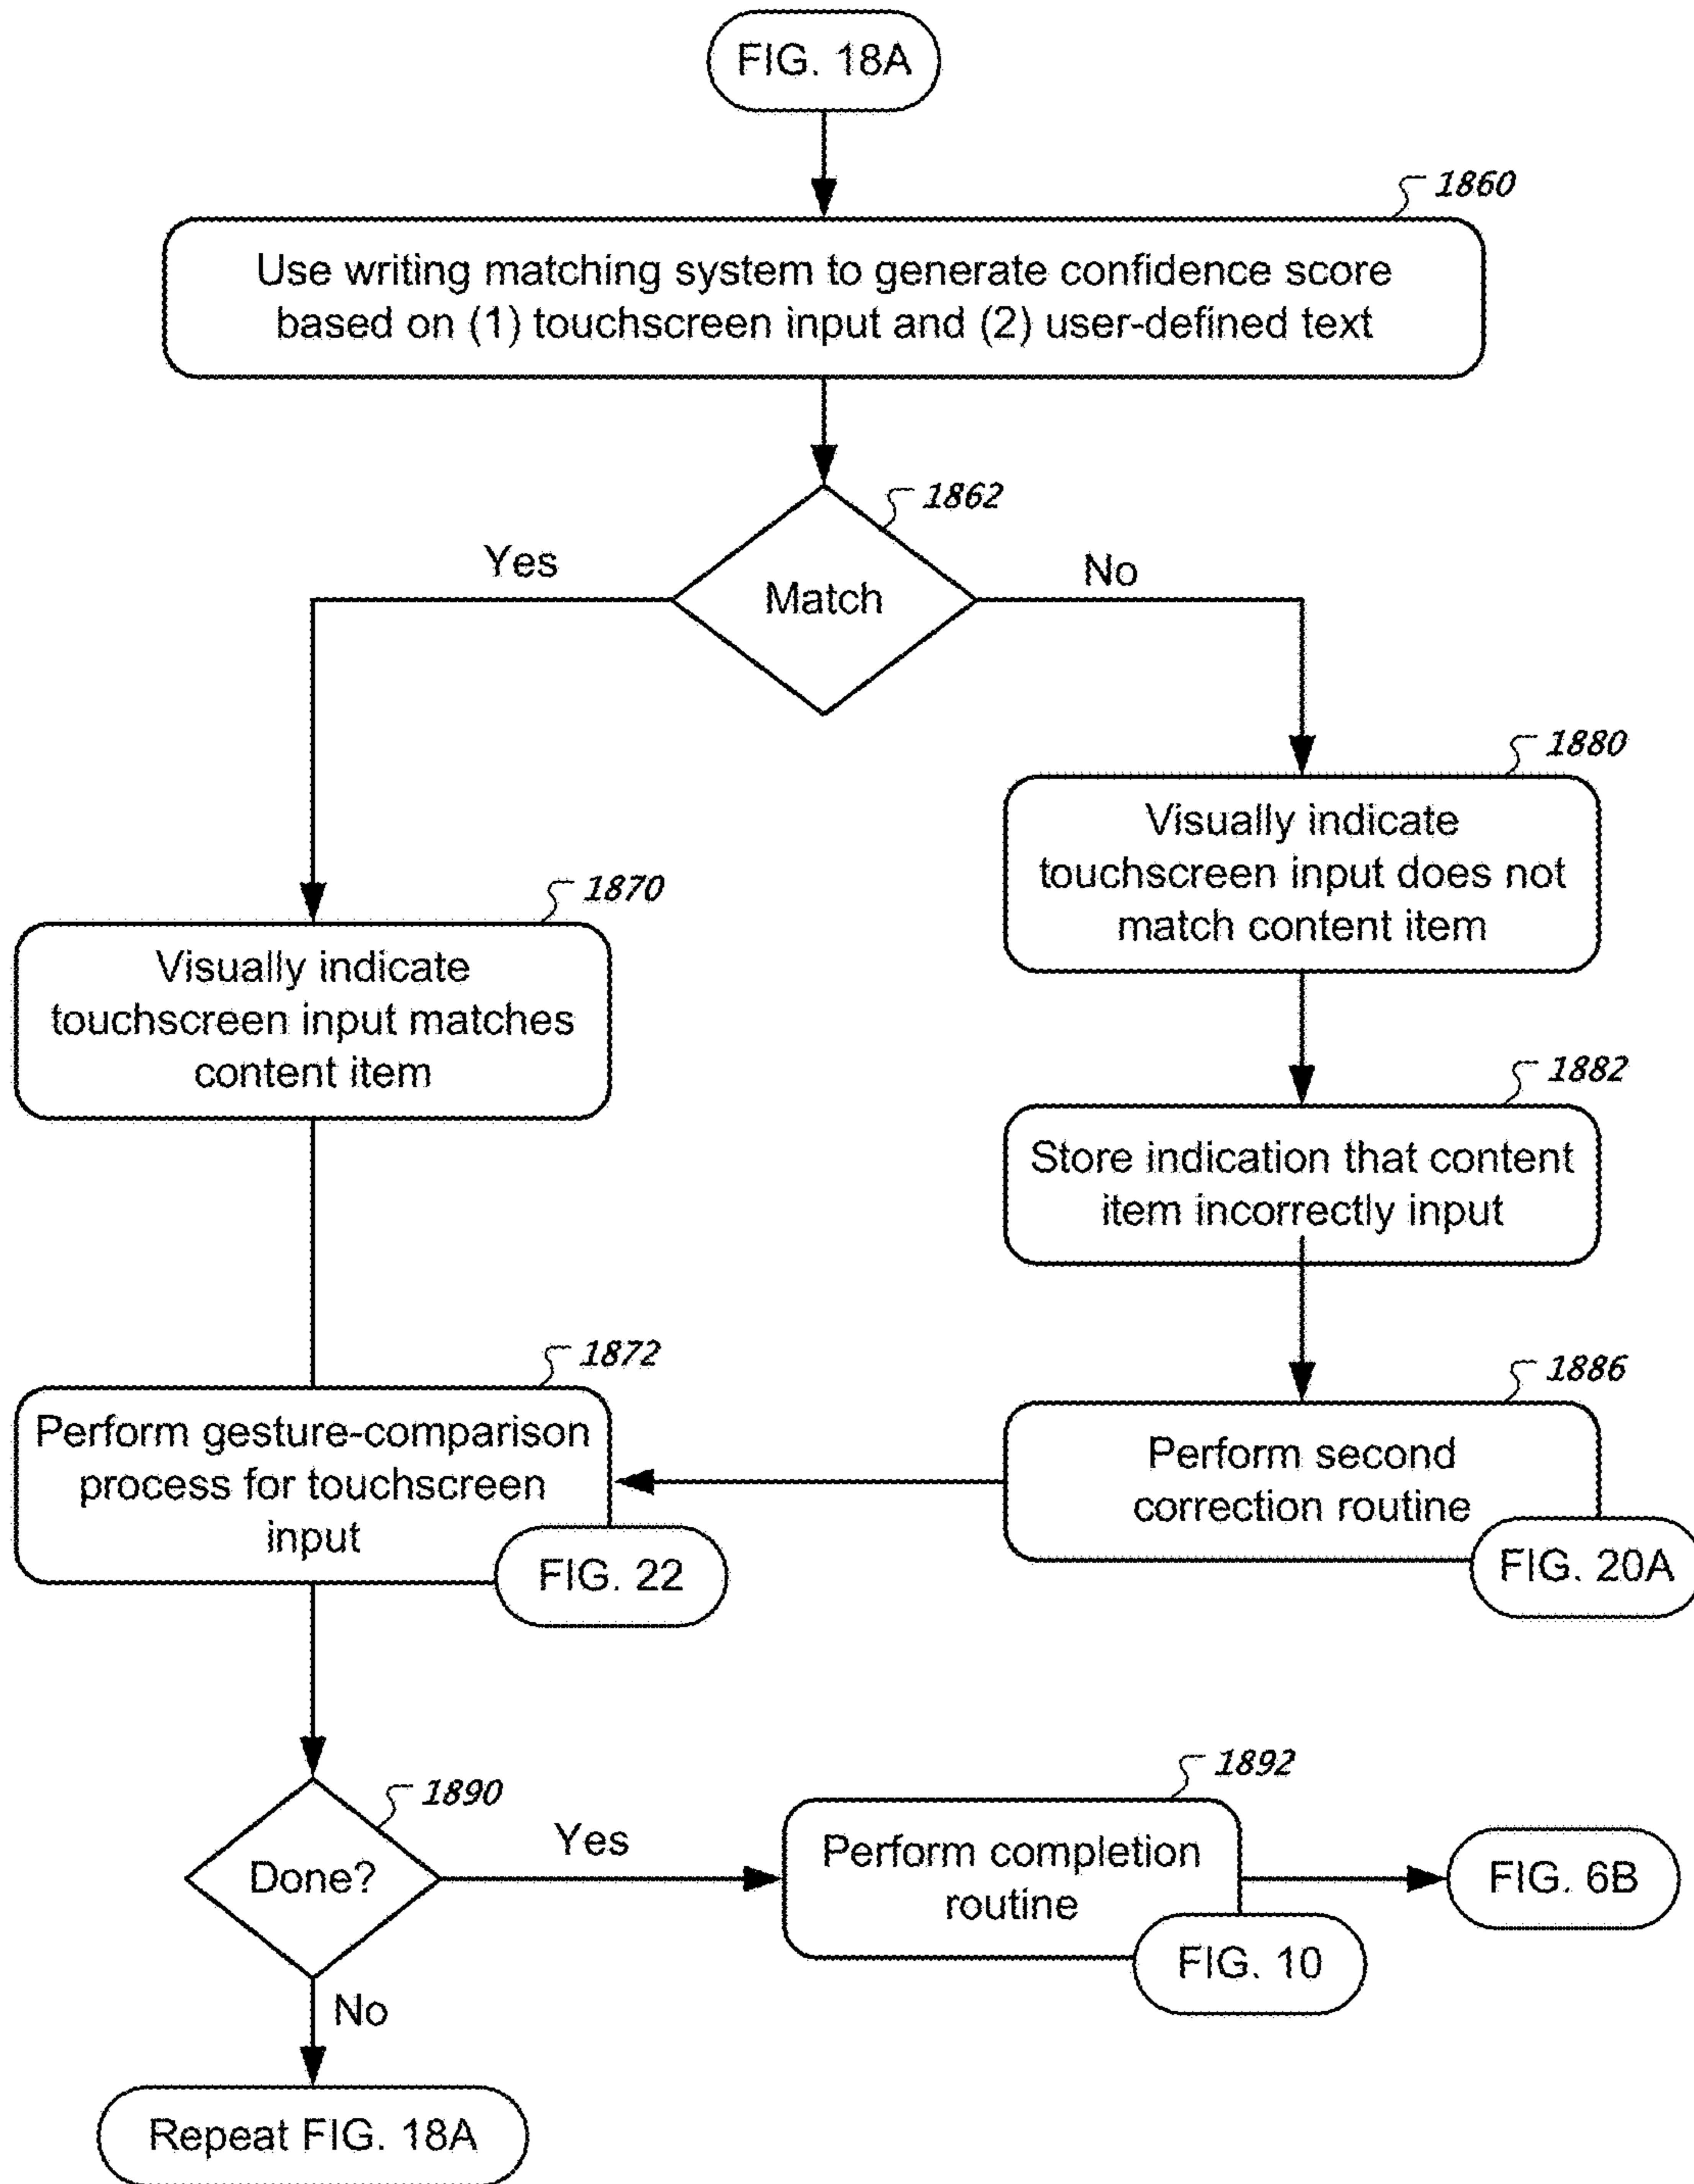 FIG. 18A
1860
Use writing matching system to generate confidence score
based on (1) touchscreen input and (2) user-defined text
1862
Yes
No
Match
1880
Visually indicate
touchscreen input does not
match content item
1870
Visually indicate
touchscreen input matches
content item
1882
Store indication that content
item incorrectly input
1872
Perform gesture-comparison
process for touchscreen
input
FIG. 22
1886
Perform second
correction routine
FIG. 20A
1890
Done?
Yes
1892
Perform completion
routine
FIG. 10
FIG. 6B
No
Repeat FIG. 18A